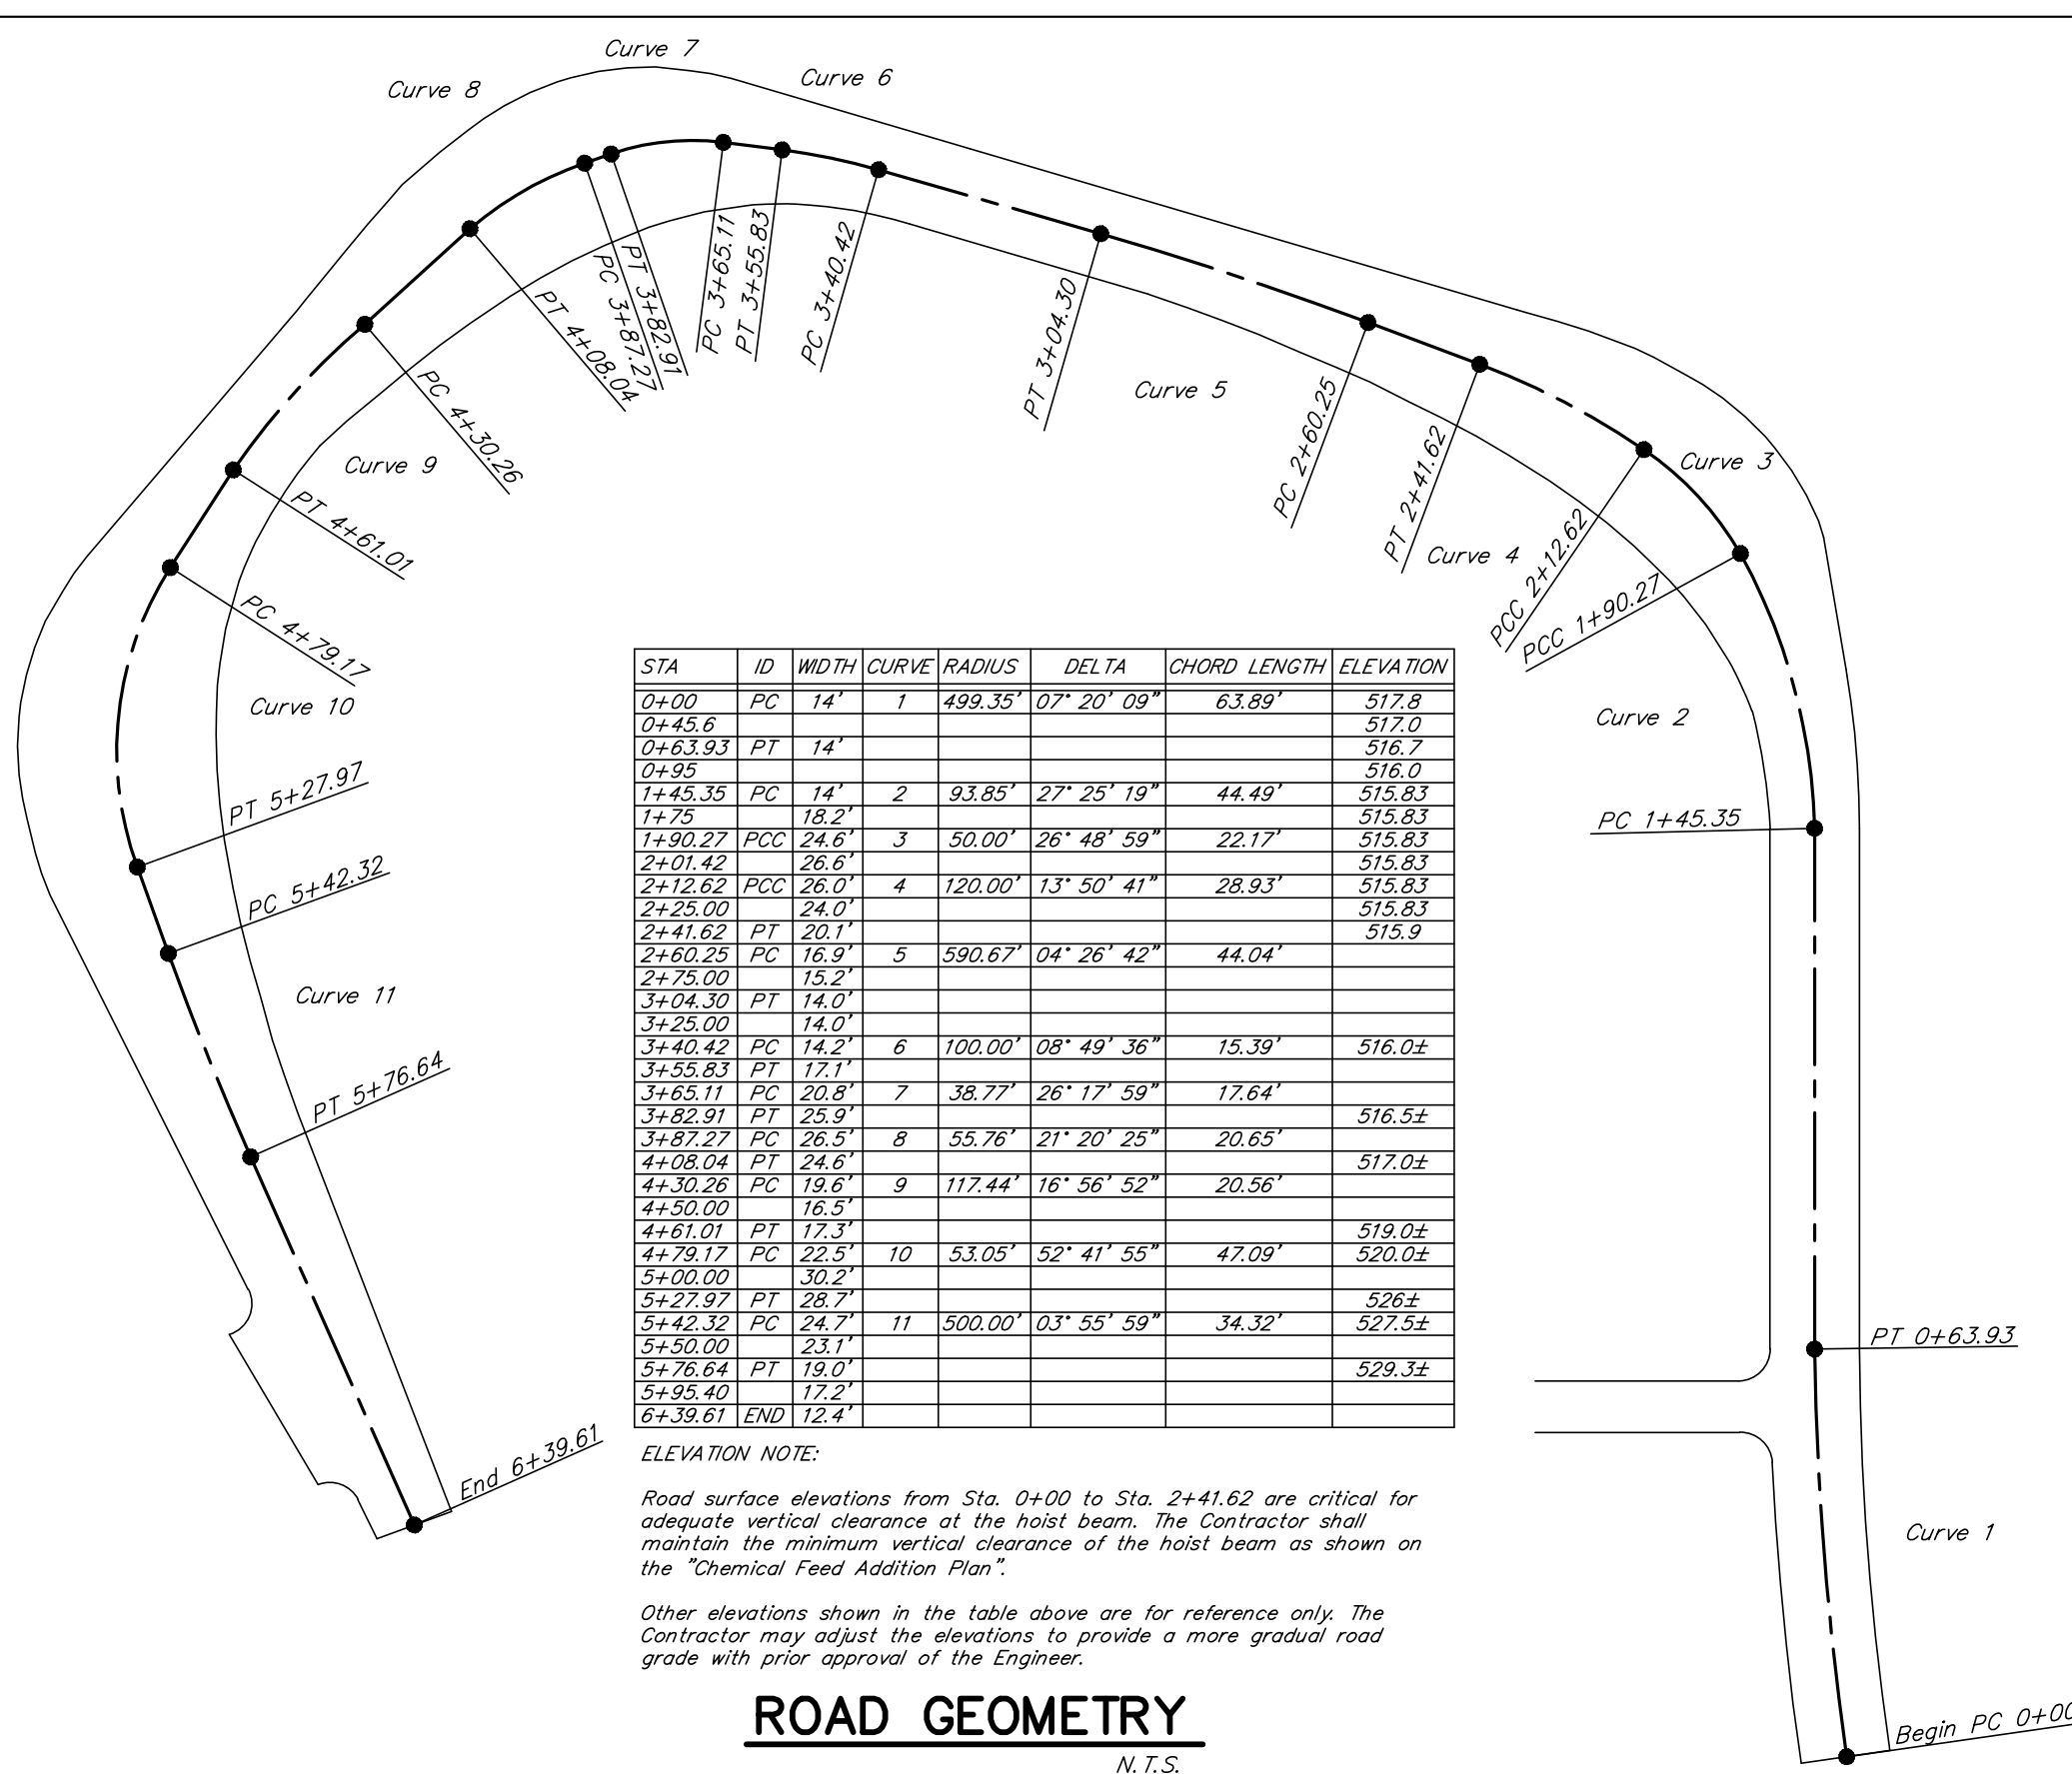 Curve 7
Curve 8
Curve 6
PC 3+65.11
PT 3+55.83
PC 3+40.42
PT 3+82.91
PC 3+87.27
PT 4+08.04
PT 3+04.30
PC 4+30.26
Curve 5
PC 2+60.25
PT 2+41.62
Curve 9
Curve 3
PT 4+61.01
Curve 4
PCC 2+12.62
PCC 1+90.27
PC 4+79.17
Curve 10
Curve 2
PT 5+27.97
PC 1+45.35
PC 5+42.32
Curve 11
PT 5+76.64
PT 0+63.93
End 6+39.61
Curve 1
Begin PC 0+00
STA ID WIDTH CURVE RADIUS DELTA CHORD LENGTH ELEVATION
0+00 PC 14' 1 499.35' 07° 20' 09" 63.89' 517.8
0+45.6 517.0
0+63.93 PT 14' 516.7
0+95 516.0
1+45.35 PC 14' 2 93.85' 27° 25' 19" 44.49' 515.83
1+75 18.2' 515.83
1+90.27 PCC 24.6' 3 50.00' 26° 48' 59" 22.17' 515.83
2+01.42 26.6' 515.83
2+12.62 PCC 26.0' 4 120.00' 13° 50' 41" 28.93' 515.83
2+25.00 24.0' 515.83
2+41.62 PT 20.1' 515.9
2+60.25 PC 16.9' 5 590.67' 04° 26' 42" 44.04'
2+75.00 15.2'
3+04.30 PT 14.0'
3+25.00 14.0'
3+40.42 PC 14.2' 6 100.00' 08° 49' 36" 15.39' 516.0±
3+55.83 PT 17.1'
3+65.11 PC 20.8' 7 38.77' 26° 17' 59" 17.64'
3+82.91 PT 25.9' 516.5±
3+87.27 PC 26.5' 8 55.76' 21° 20' 25" 20.65'
4+08.04 PT 24.6' 517.0±
4+30.26 PC 19.6' 9 117.44' 16° 56' 52" 20.56'
4+50.00 16.5'
4+61.01 PT 17.3' 519.0±
4+79.17 PC 22.5' 10 53.05' 52° 41' 55" 47.09' 520.0±
5+00.00 30.2'
5+27.97 PT 28.7' 526±
5+42.32 PC 24.7' 11 500.00' 03° 55' 59" 34.32' 527.5±
5+50.00 23.1'
5+76.64 PT 19.0' 529.3±
5+95.40 17.2'
6+39.61 END 12.4'
ELEVATION NOTE:
Road surface elevations from Sta. 0+00 to Sta. 2+41.62 are critical for
adequate vertical clearance at the hoist beam. The Contractor shall
maintain the minimum vertical clearance of the hoist beam as shown on
the "Chemical Feed Addition Plan".
Other elevations shown in the table above are for reference only. The
Contractor may adjust the elevations to provide a more gradual road
grade with prior approval of the Engineer.
ROAD GEOMETRY
N.T.S.